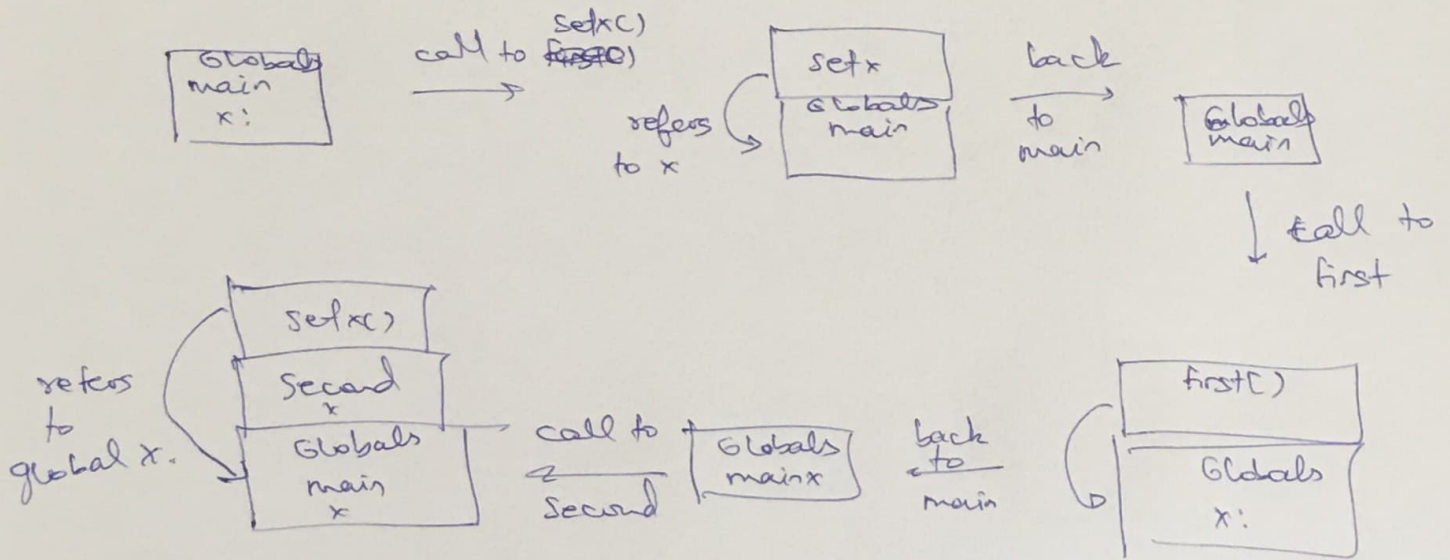 Globals
main
x:
call to
setx()
setx
Globals
main
refers
to x
back
to
main
Globals
main
call to
first
first()
Globals
x:
back
to
main
Globals
main x
call to
second
setx()
Second
x
Globals
main
x
refers
to
global x.